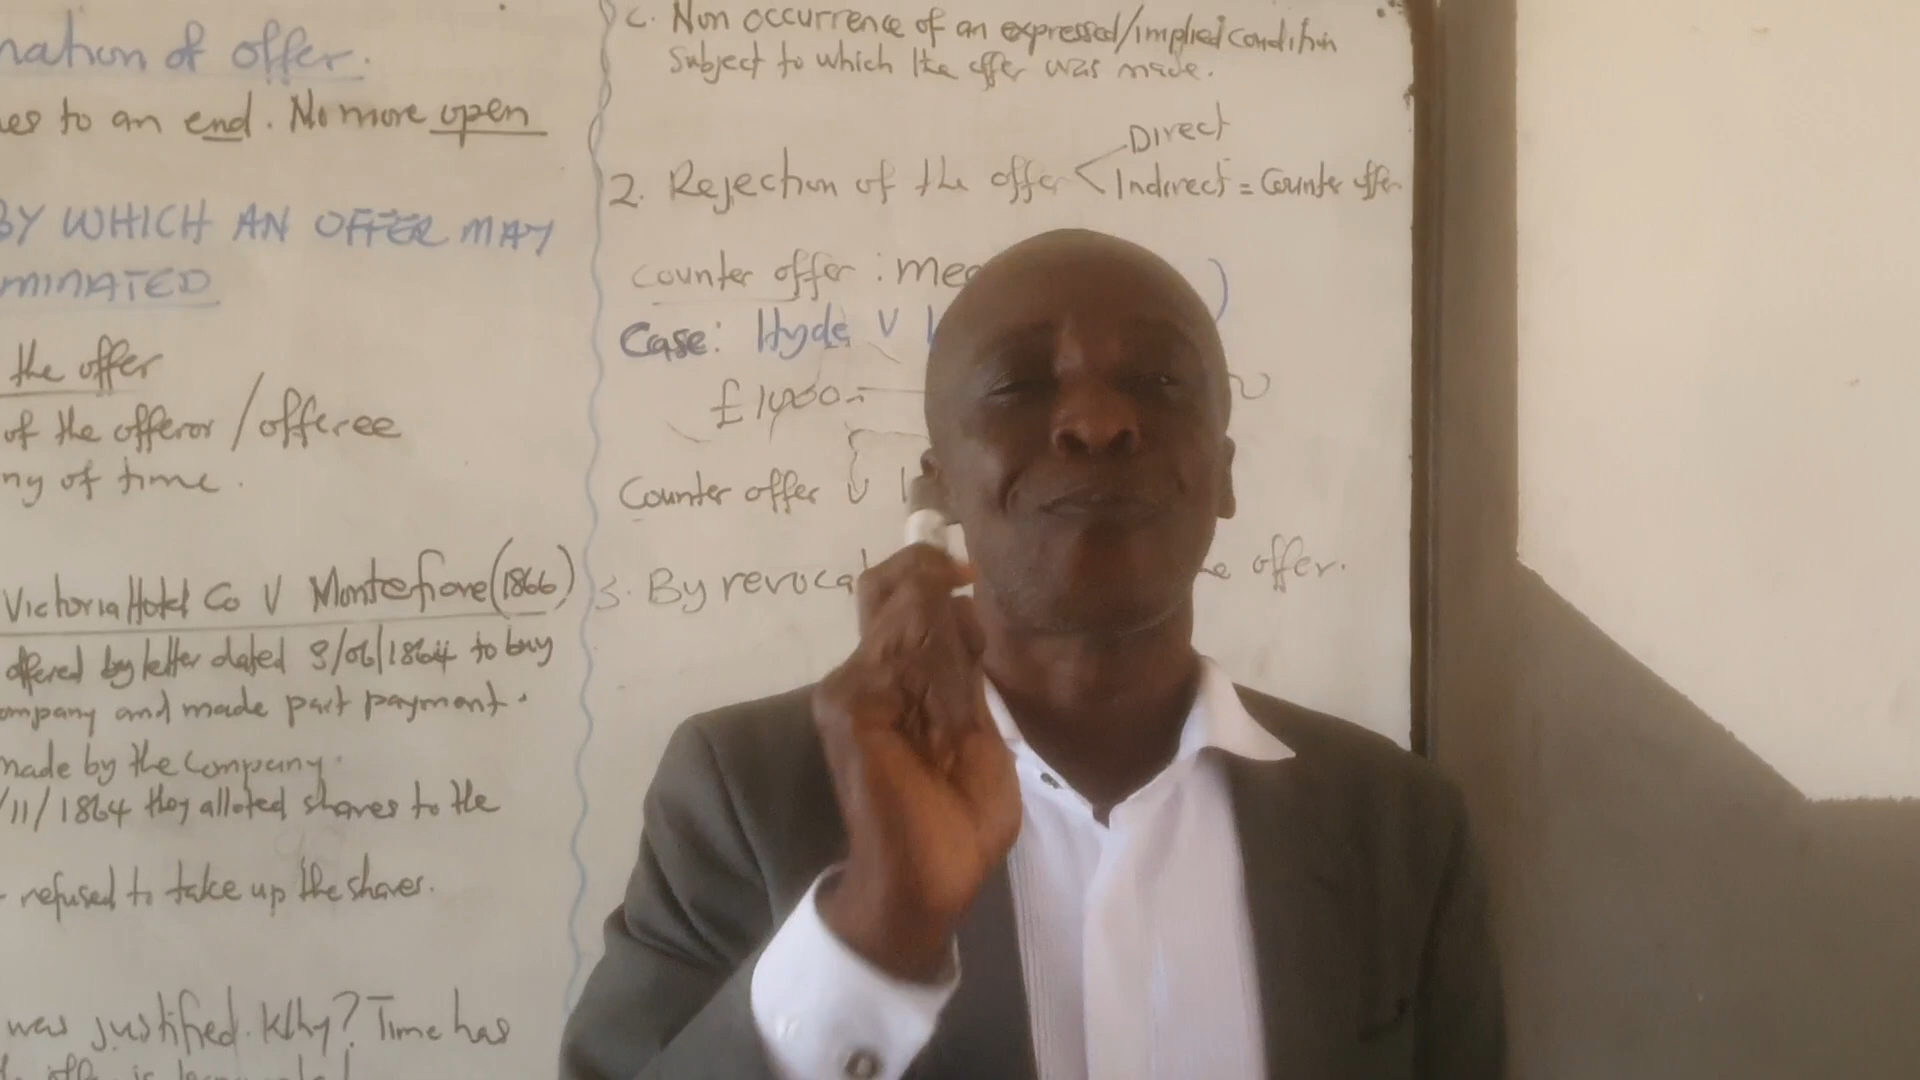 nation of offer.
es to an end. No more open
BY WHICH AN OFFER MAY
MINATED
the offer
of the offeror / offeree
ny of time.
Victoria Hotel Co V Montefiore (1866)
offered by letter dated /06/1864 to buy
ompany and made part payment.
made by the Company.
/11/1864 they alloted shares to the
- refused to take up the shares.
was justified. Why? Time has
c. Non occurrence of an expressed/implied condition
Subject to which the offer was made.
2. Rejection of the offer
Direct
Indirect = Counter offer
Counter offer : mea
Case: Hyde V
Counter offer
3. By revoca e offer.